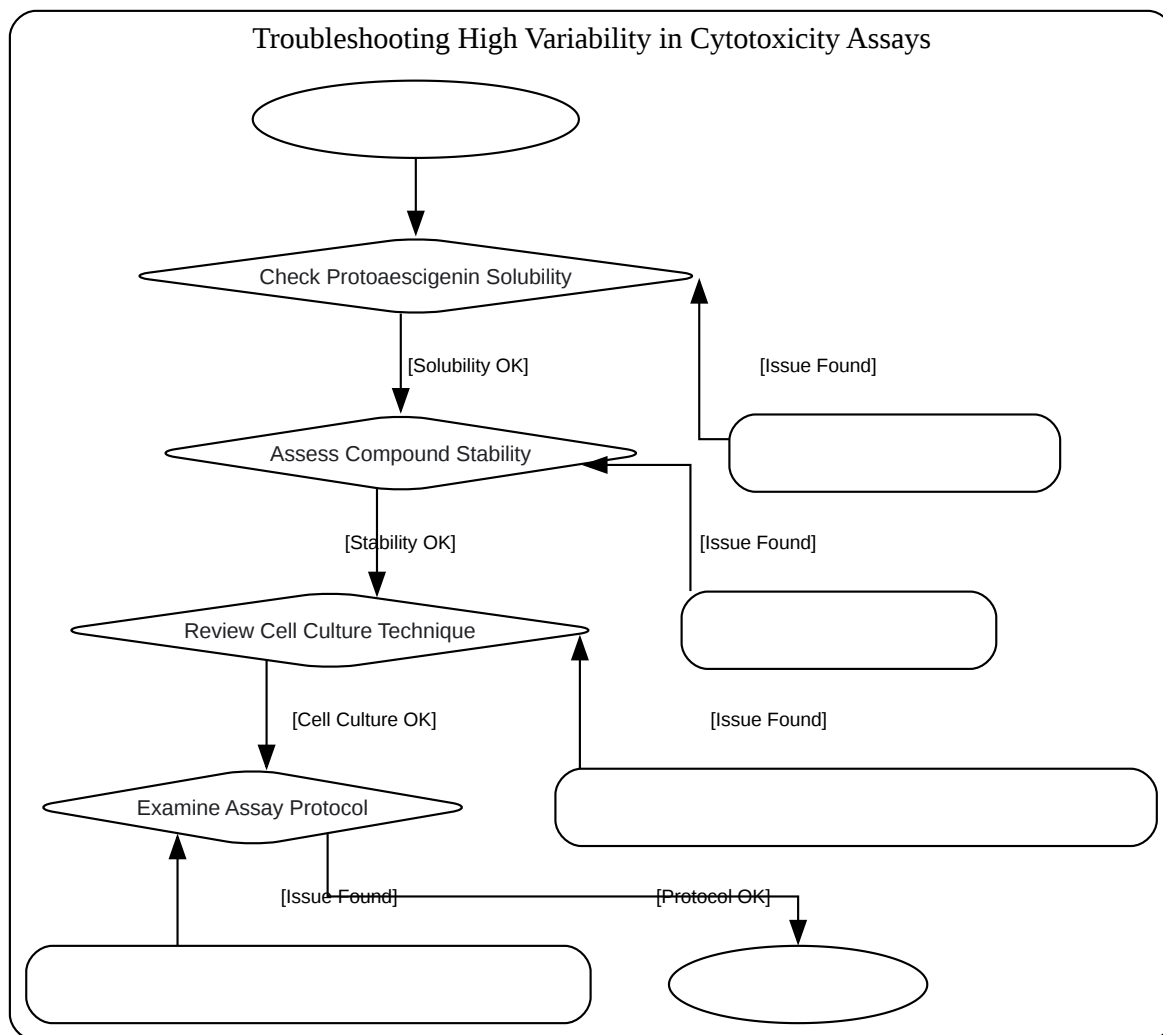 Troubleshooting High Variability in Cytotoxicity Assays
Check Protoaescigenin Solubility
[Solubility OK]
[Issue Found]
Assess Compound Stability
[Stability OK]
[Issue Found]
Review Cell Culture Technique
[Cell Culture OK]
[Issue Found]
Examine Assay Protocol
[Issue Found]
[Protocol OK]